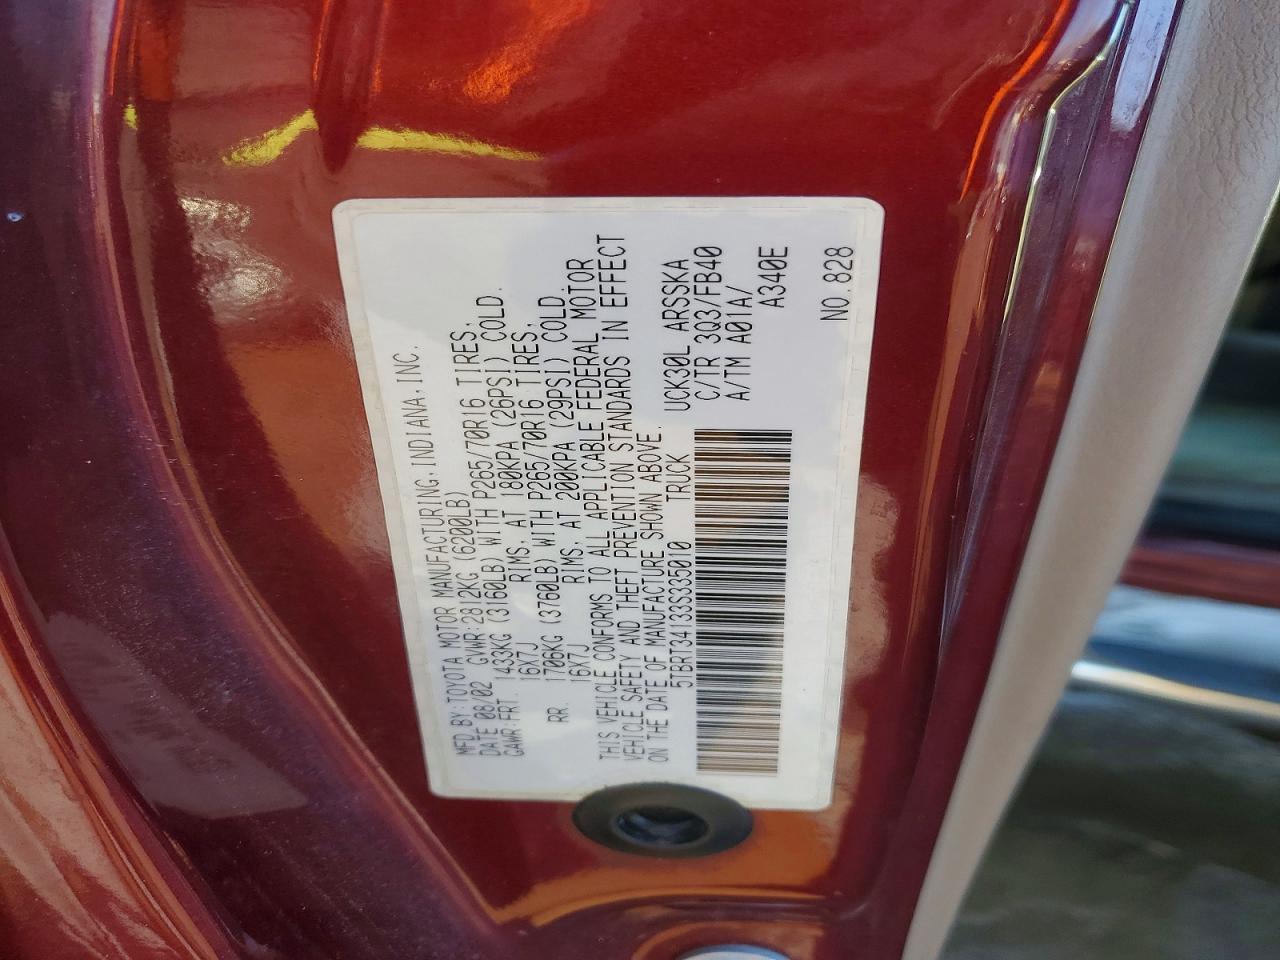 MFD.BY:TOYOTA MOTOR MANUFACTURING,INDIANA,INC.
DATE 08/02 GVWR:2812KG (6200LB)
GAWR:FRT. 1433KG (3160LB) WITH P265/70R16 TIRES,
16X7J RIMS, AT 180KPA (26PSI) COLD.
RR. 1706KG (3760LB) WITH P265/70R16 TIRES,
16X7J RIMS, AT 200KPA (29PSI) COLD.
THIS VEHICLE CONFORMS TO ALL APPLICABLE FEDERAL MOTOR
VEHICLE SAFETY AND THEFT PREVENTION STANDARDS IN EFFECT
ON THE DATE OF MANUFACTURE SHOWN ABOVE.
5TBRT34133S335010 TRUCK
UCK30L ARSSKA
C/TR 3Q3/FB40
A/TM A01A/
A340E
NO. 828